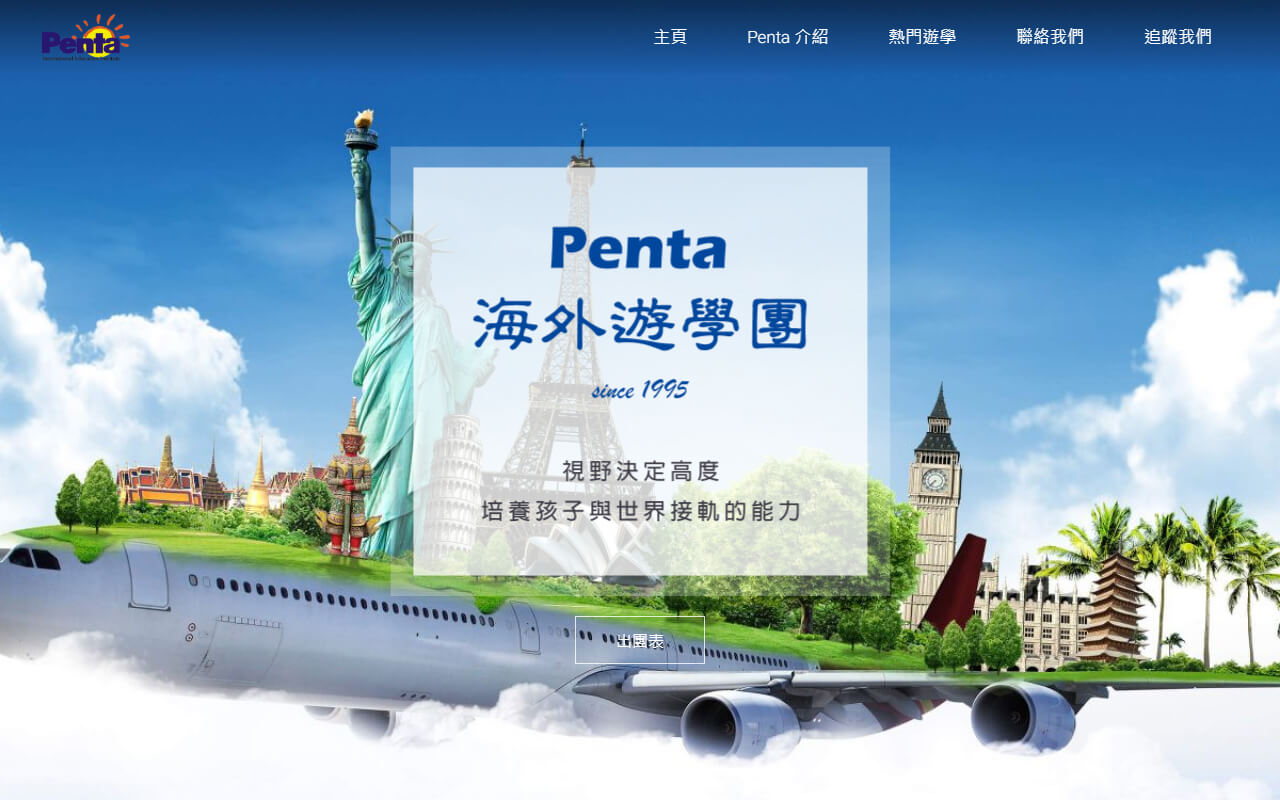 Penta
主頁
Penta 介紹
熱門遊學
聯絡我們
追蹤我們
Penta
海外遊學團
since 1995
視野決定高度
培養孩子與世界接軌的能力
出團表